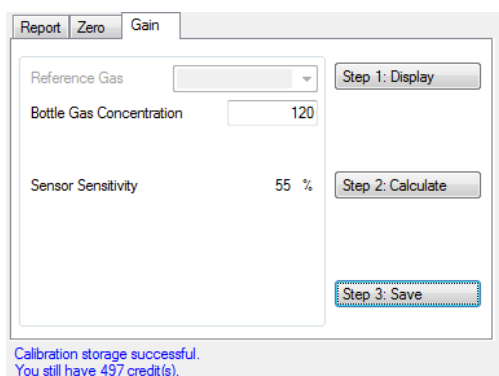 Report Zero Gain
Reference Gas Step 1: Display
Bottle Gas Concentration 120
Sensor Sensitivity 55 % Step 2: Calculate
Step 3: Save
Calibration storage successful.
You still have 497 credit(s).